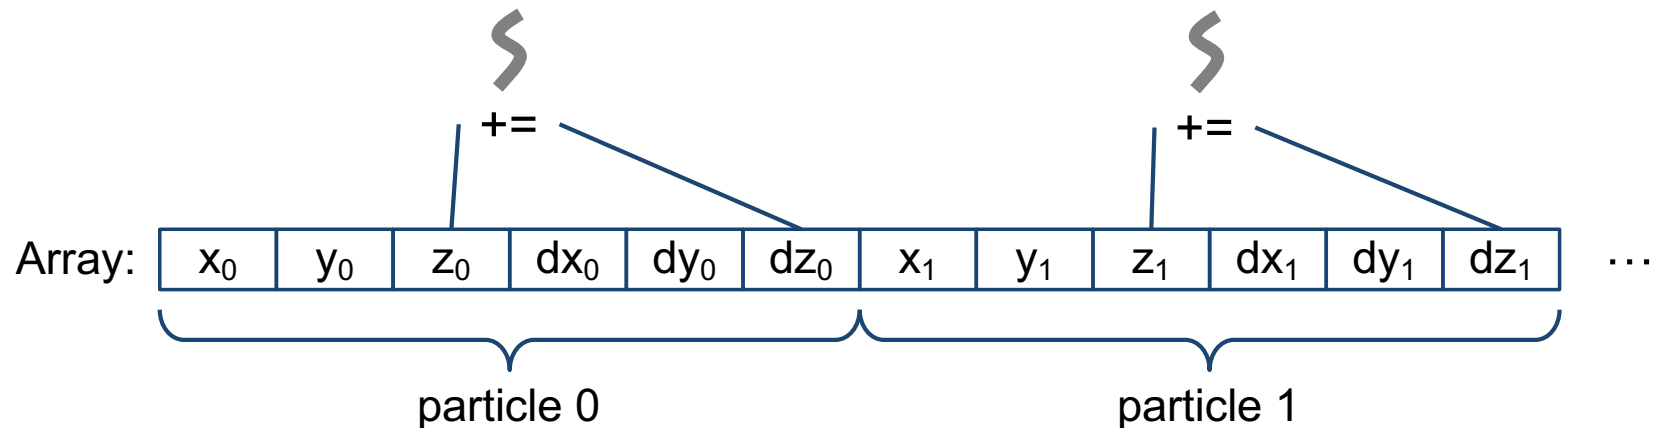 += +=
Array: x₀ y₀ z₀ dx₀ dy₀ dz₀ x₁ y₁ z₁ dx₁ dy₁ dz₁ ⋯
particle 0 particle 1